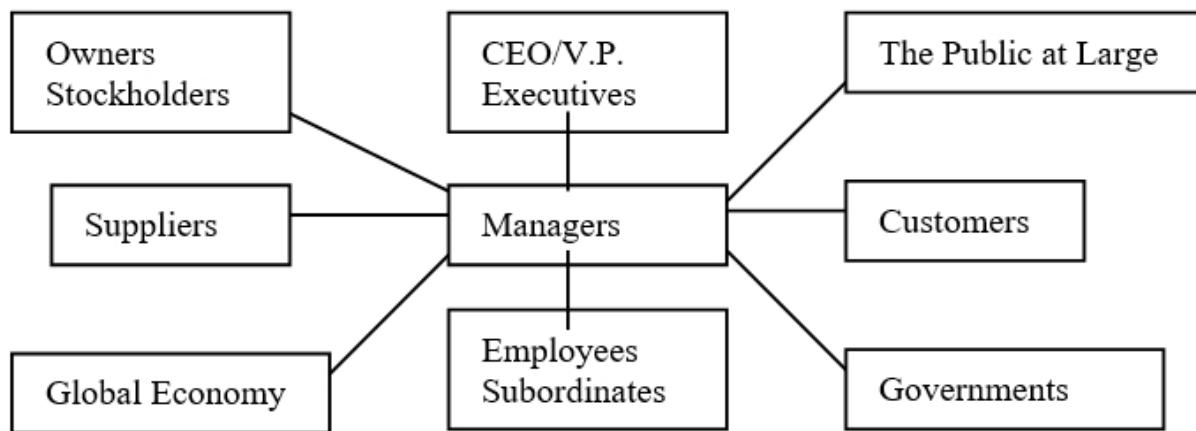 Owners
Stockholders
CEO/V.P.
Executives
The Public at Large
Suppliers
Managers
Customers
Global Economy
Employees
Subordinates
Governments